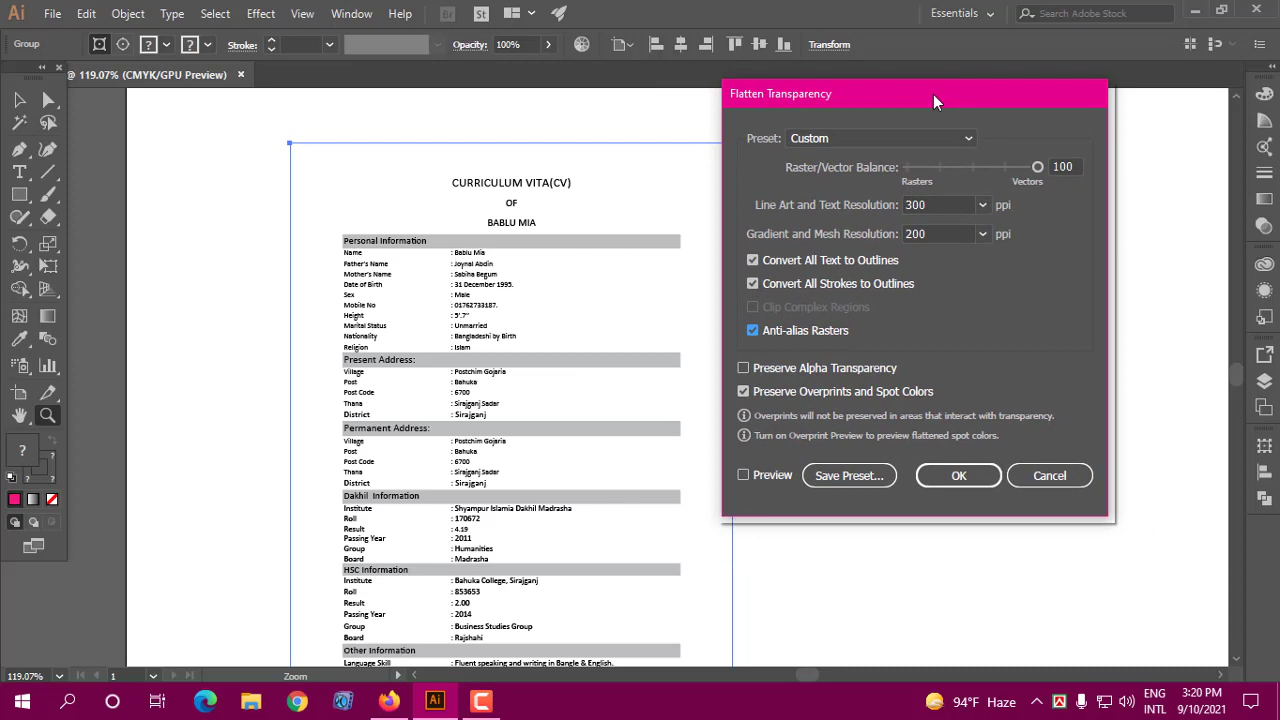 Ai File Edit Object Type Select Effect View Window Help Br St Essentials Search Adobe Stock
Group ? ? Stroke: Opacity: 100% Transform
@ 119.07% (CMYK/GPU Preview)
Flatten Transparency
Preset: Custom
Raster/Vector Balance: 100
Rasters Vectors
Line Art and Text Resolution: 300 ppi
Gradient and Mesh Resolution: 200 ppi
Convert All Text to Outlines
Convert All Strokes to Outlines
Clip Complex Regions
Anti-alias Rasters
Preserve Alpha Transparency
Preserve Overprints and Spot Colors
Overprints will not be preserved in areas that interact with transparency.
Turn on Overprint Preview to preview flattened spot colors.
Preview Save Preset... OK Cancel
CURRICULUM VITA(CV)
OF
BABLU MIA
Personal Information
Name : Bablu Mia
Father's Name : Joynal Abdin
Mother's Name : Sabiha Begum
Date of Birth : 31 December 1995.
Sex : Male
Mobile No : 01762733187.
Height : 5'.7"
Marital Status : Unmarried
Nationality : Bangladeshi by Birth
Religion : Islam
Present Address:
Village : Postchim Gojaria
Post : Bahuka
Post Code : 6700
Thana : Sirajganj Sadar
District : Sirajganj
Permanent Address:
Village : Postchim Gojaria
Post : Bahuka
Post Code : 6700
Thana : Sirajganj Sadar
District : Sirajganj
Dakhil Information
Institute : Shyampur Islamia Dakhil Madrasha
Roll : 170672
Result : 4.19
Passing Year : 2011
Group : Humanities
Board : Madrasha
HSC Information
Institute : Bahuka College, Sirajganj
Roll : 853653
Result : 2.00
Passing Year : 2014
Group : Business Studies Group
Board : Rajshahi
Other Information
Language Skill : Fluent speaking and writing in Bangle & English.
? ?
?
119.07% 1 Zoom
Ai 94°F Haze ENG 3:20 PM
INTL 9/10/2021